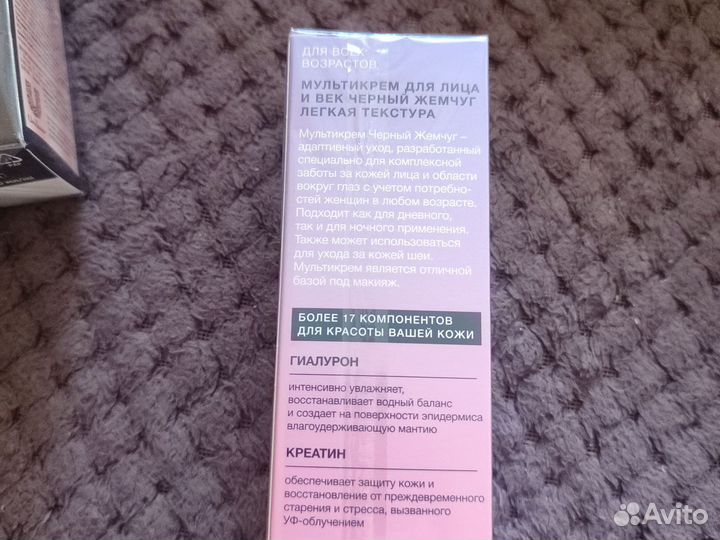 ДЛЯ ВСЕХ
ВОЗРАСТОВ
МУЛЬТИКРЕМ ДЛЯ ЛИЦА
И ВЕК ЧЕРНЫЙ ЖЕМЧУГ
ЛЕГКАЯ ТЕКСТУРА
Мультикрем Черный Жемчуг –
адаптивный уход, разработанный
специально для комплексной
заботы за кожей лица и области
вокруг глаз с учетом потребно-
стей женщин в любом возрасте.
Подходит как для дневного,
так и для ночного применения.
Также может использоваться
для ухода за кожей шеи.
Мультикрем является отличной
базой под макияж.
БОЛЕЕ 17 КОМПОНЕНТОВ
ДЛЯ КРАСОТЫ ВАШЕЙ КОЖИ
ГИАЛУРОН
интенсивно увлажняет,
восстанавливает водный баланс
и создает на поверхности эпидермиса
влагоудерживающую мантию
КРЕАТИН
обеспечивает защиту кожи и
восстановление от преждевременного
старения и стресса, вызванного
УФ-облучением
Avito